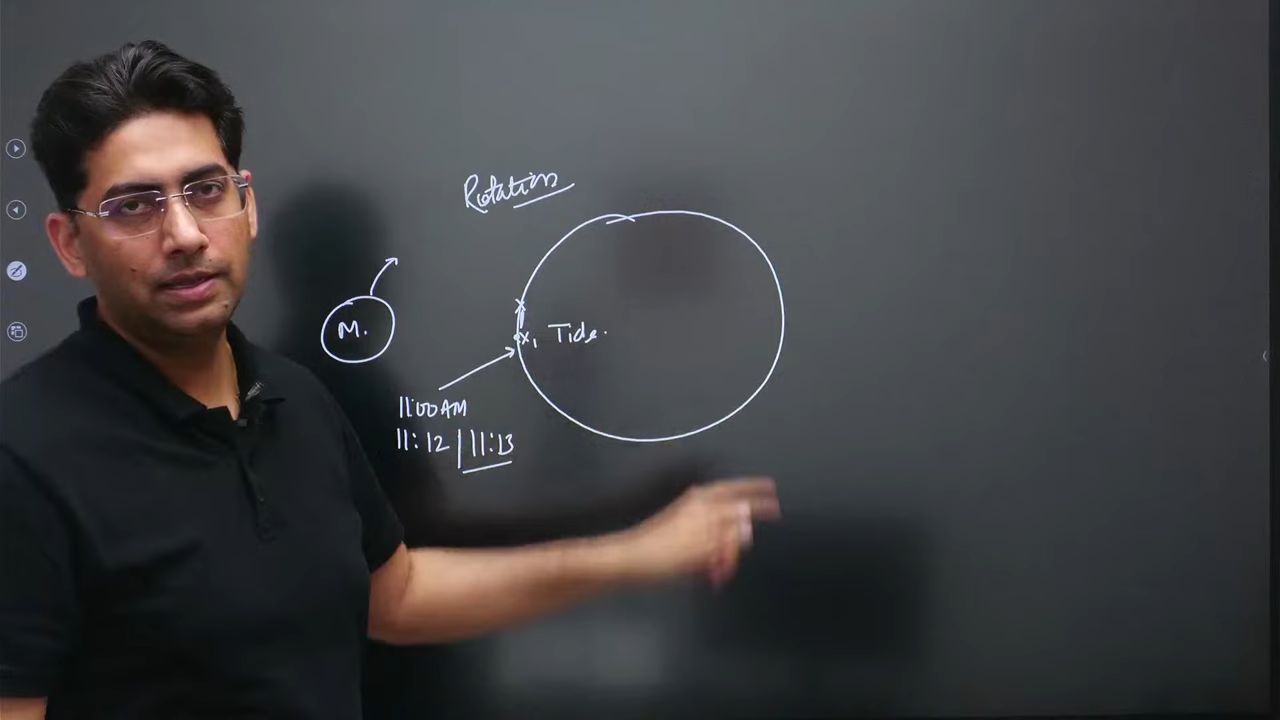 Rotation
M.
x
x, Tide.
11:00 AM
11:12 | 11:13